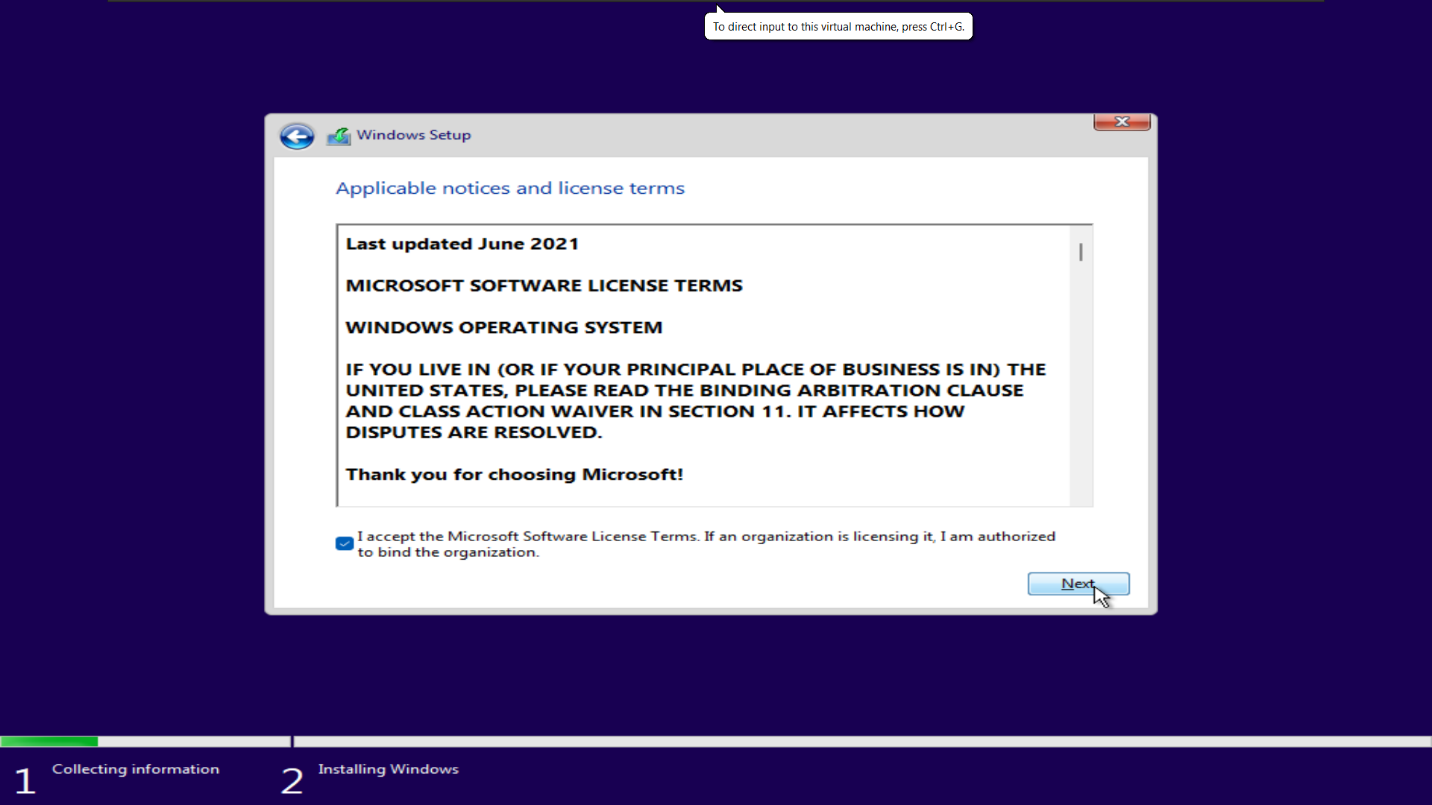 To direct input to this virtual machine, press Ctrl+G.
Windows Setup
Applicable notices and license terms
Last updated June 2021
MICROSOFT SOFTWARE LICENSE TERMS
WINDOWS OPERATING SYSTEM
IF YOU LIVE IN (OR IF YOUR PRINCIPAL PLACE OF BUSINESS IS IN) THE
UNITED STATES, PLEASE READ THE BINDING ARBITRATION CLAUSE
AND CLASS ACTION WAIVER IN SECTION 11. IT AFFECTS HOW
DISPUTES ARE RESOLVED.
Thank you for choosing Microsoft!
I accept the Microsoft Software License Terms. If an organization is licensing it, I am authorized
to bind the organization.
Next
1 Collecting information
2 Installing Windows